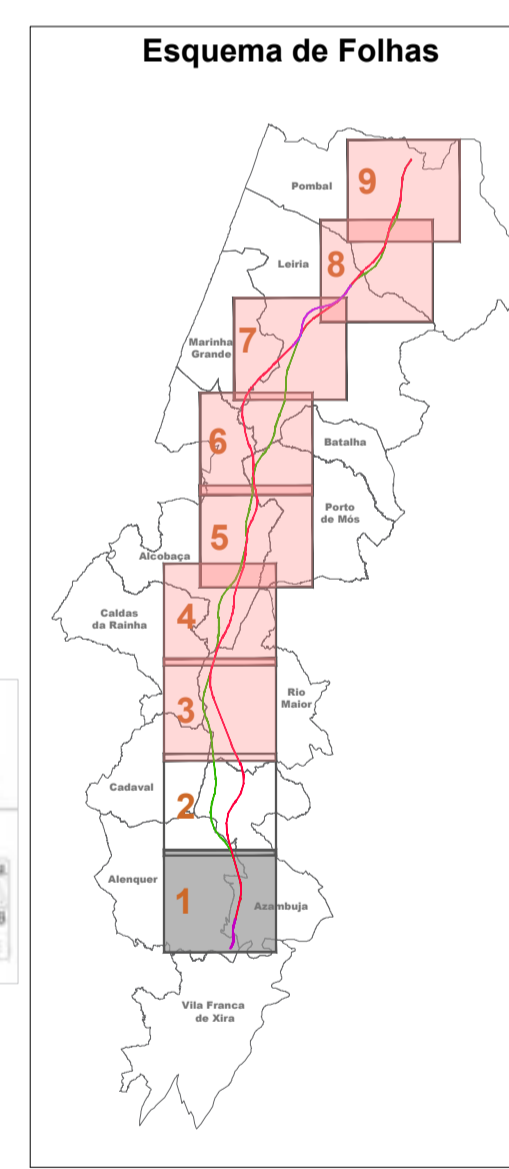 Esquema de Folhas
Pombal
9
Leiria
8
Marinha
Grande
7
6
Batalha
Porto
de Mós
5
Alcobaça
Caldas
da Rainha
4
Rio
Maior
3
Cadaval
2
Alenquer
1
Azambuja
Vila Franca
de Xira